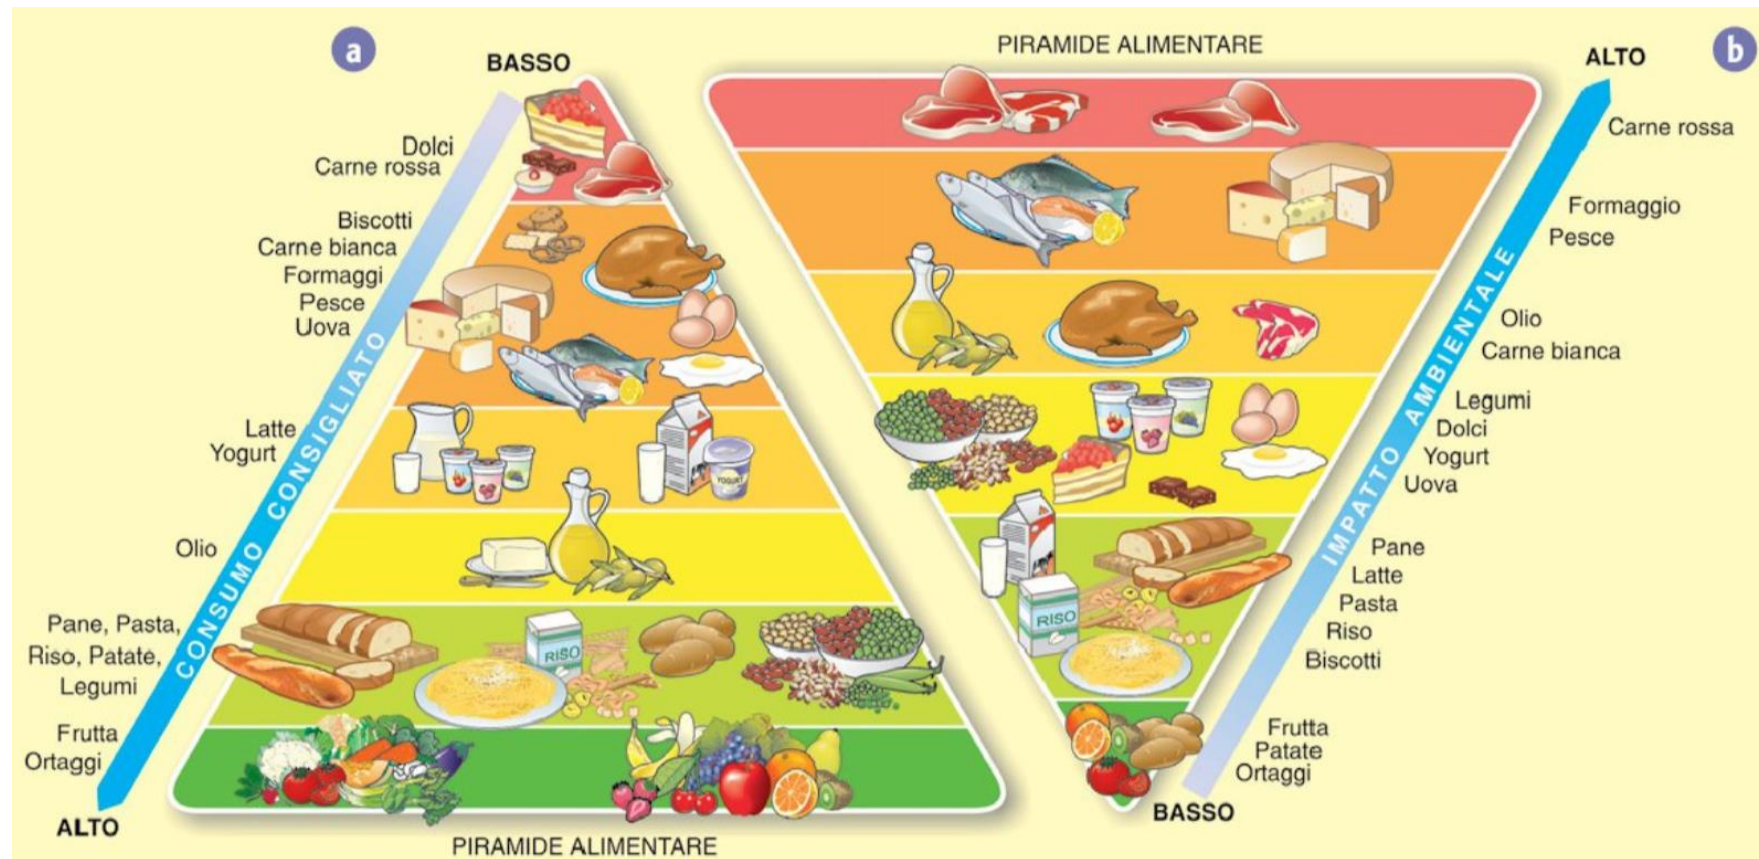 a
BASSO
Dolci
Carne rossa
Biscotti
Carne bianca
Formaggi
Pesce
Uova
Latte
Yogurt
Olio
Pane, Pasta,
Riso, Patate,
Legumi
Frutta
Ortaggi
ALTO
CONSUMO CONSIGLIATO
YOGURT
RISO
PIRAMIDE ALIMENTARE
PIRAMIDE ALIMENTARE
b
ALTO
Carne rossa
Formaggio
Pesce
Olio
Carne bianca
Legumi
Dolci
Yogurt
Uova
Pane
Latte
Pasta
Riso
Biscotti
Frutta
Patate
Ortaggi
BASSO
IMPATTO AMBIENTALE
RISO